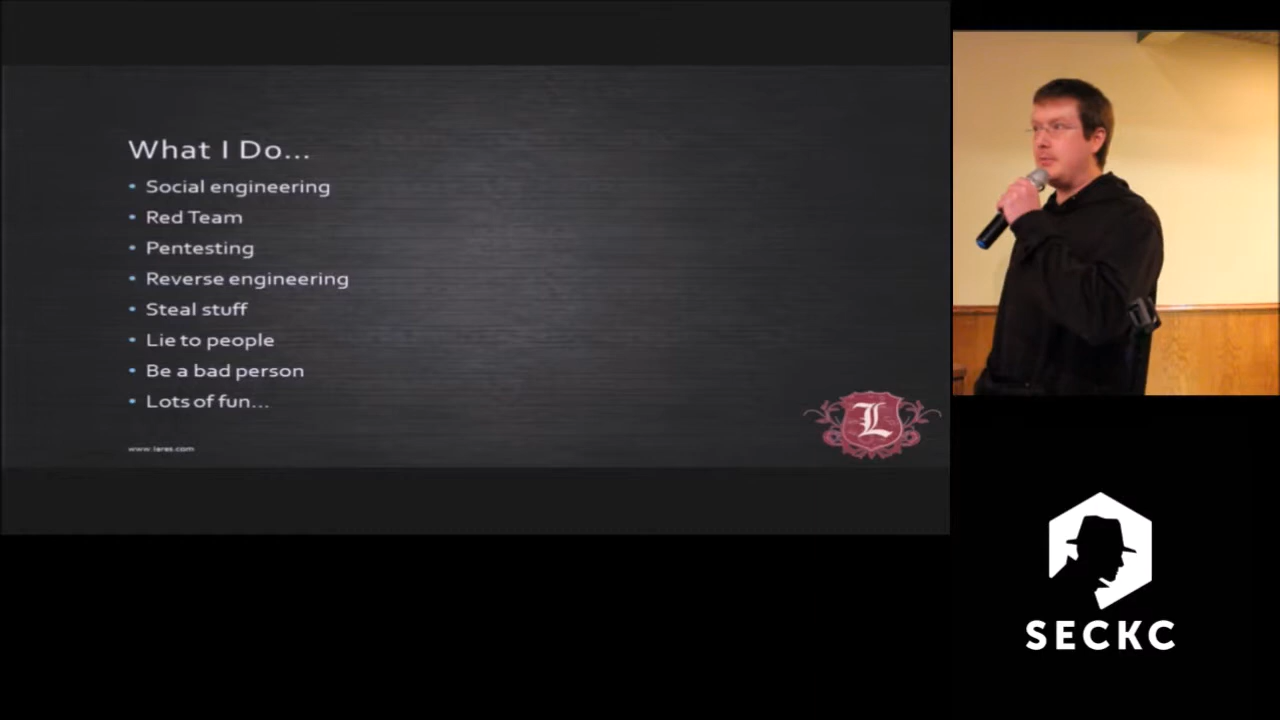 What I Do...
• Social engineering
• Red Team
• Pentesting
• Reverse engineering
• Steal stuff
• Lie to people
• Be a bad person
• Lots of fun...
www.lares.com
L
SECKC